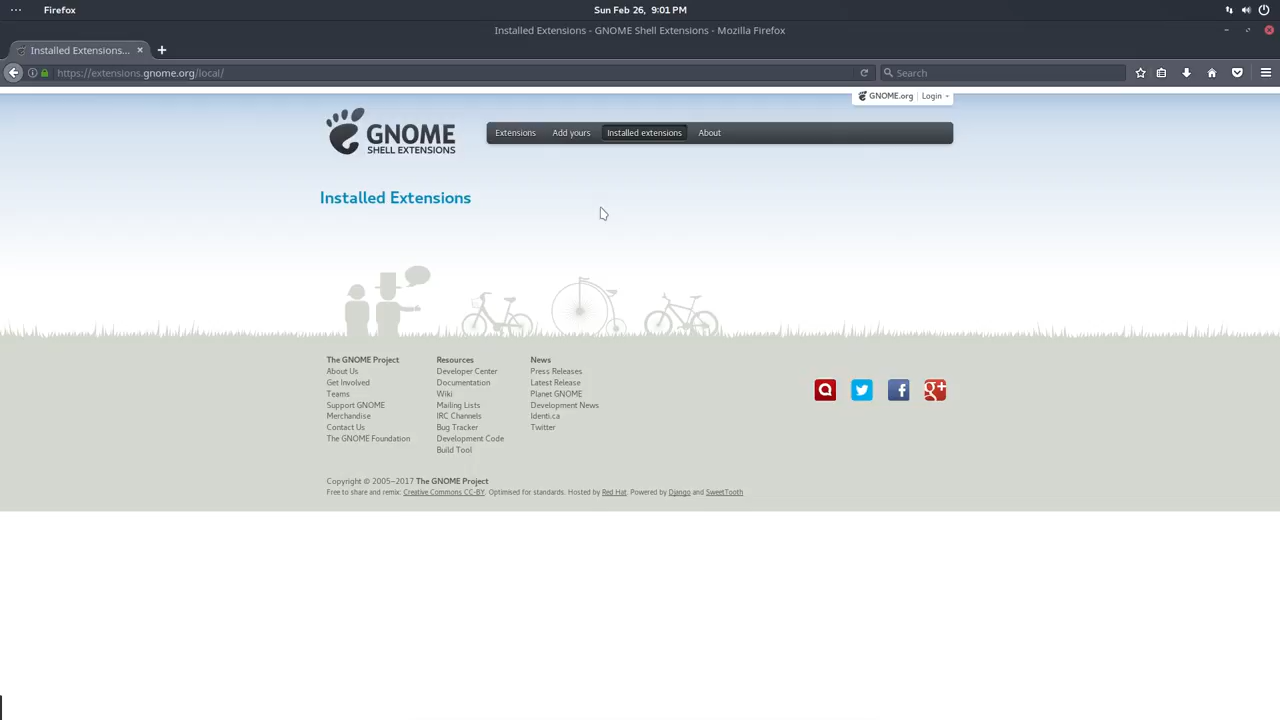 Firefox
Sun Feb 26, 9:01 PM
Installed Extensions - GNOME Shell Extensions - Mozilla Firefox
Installed Extensions...
https://extensions.gnome.org/local/
Search
GNOME.org Login
GNOME
SHELL EXTENSIONS
Extensions Add yours Installed extensions About
Installed Extensions
The GNOME Project
About Us
Get Involved
Teams
Support GNOME
Merchandise
Contact Us
The GNOME Foundation
Resources
Developer Center
Documentation
Wiki
Mailing Lists
IRC Channels
Bug Tracker
Development Code
Build Tool
News
Press Releases
Latest Release
Planet GNOME
Development News
Identi.ca
Twitter
Copyright © 2005–2017 The GNOME Project
Free to share and remix: Creative Commons CC-BY. Optimised for standards. Hosted by Red Hat. Powered by Django and SweetTooth